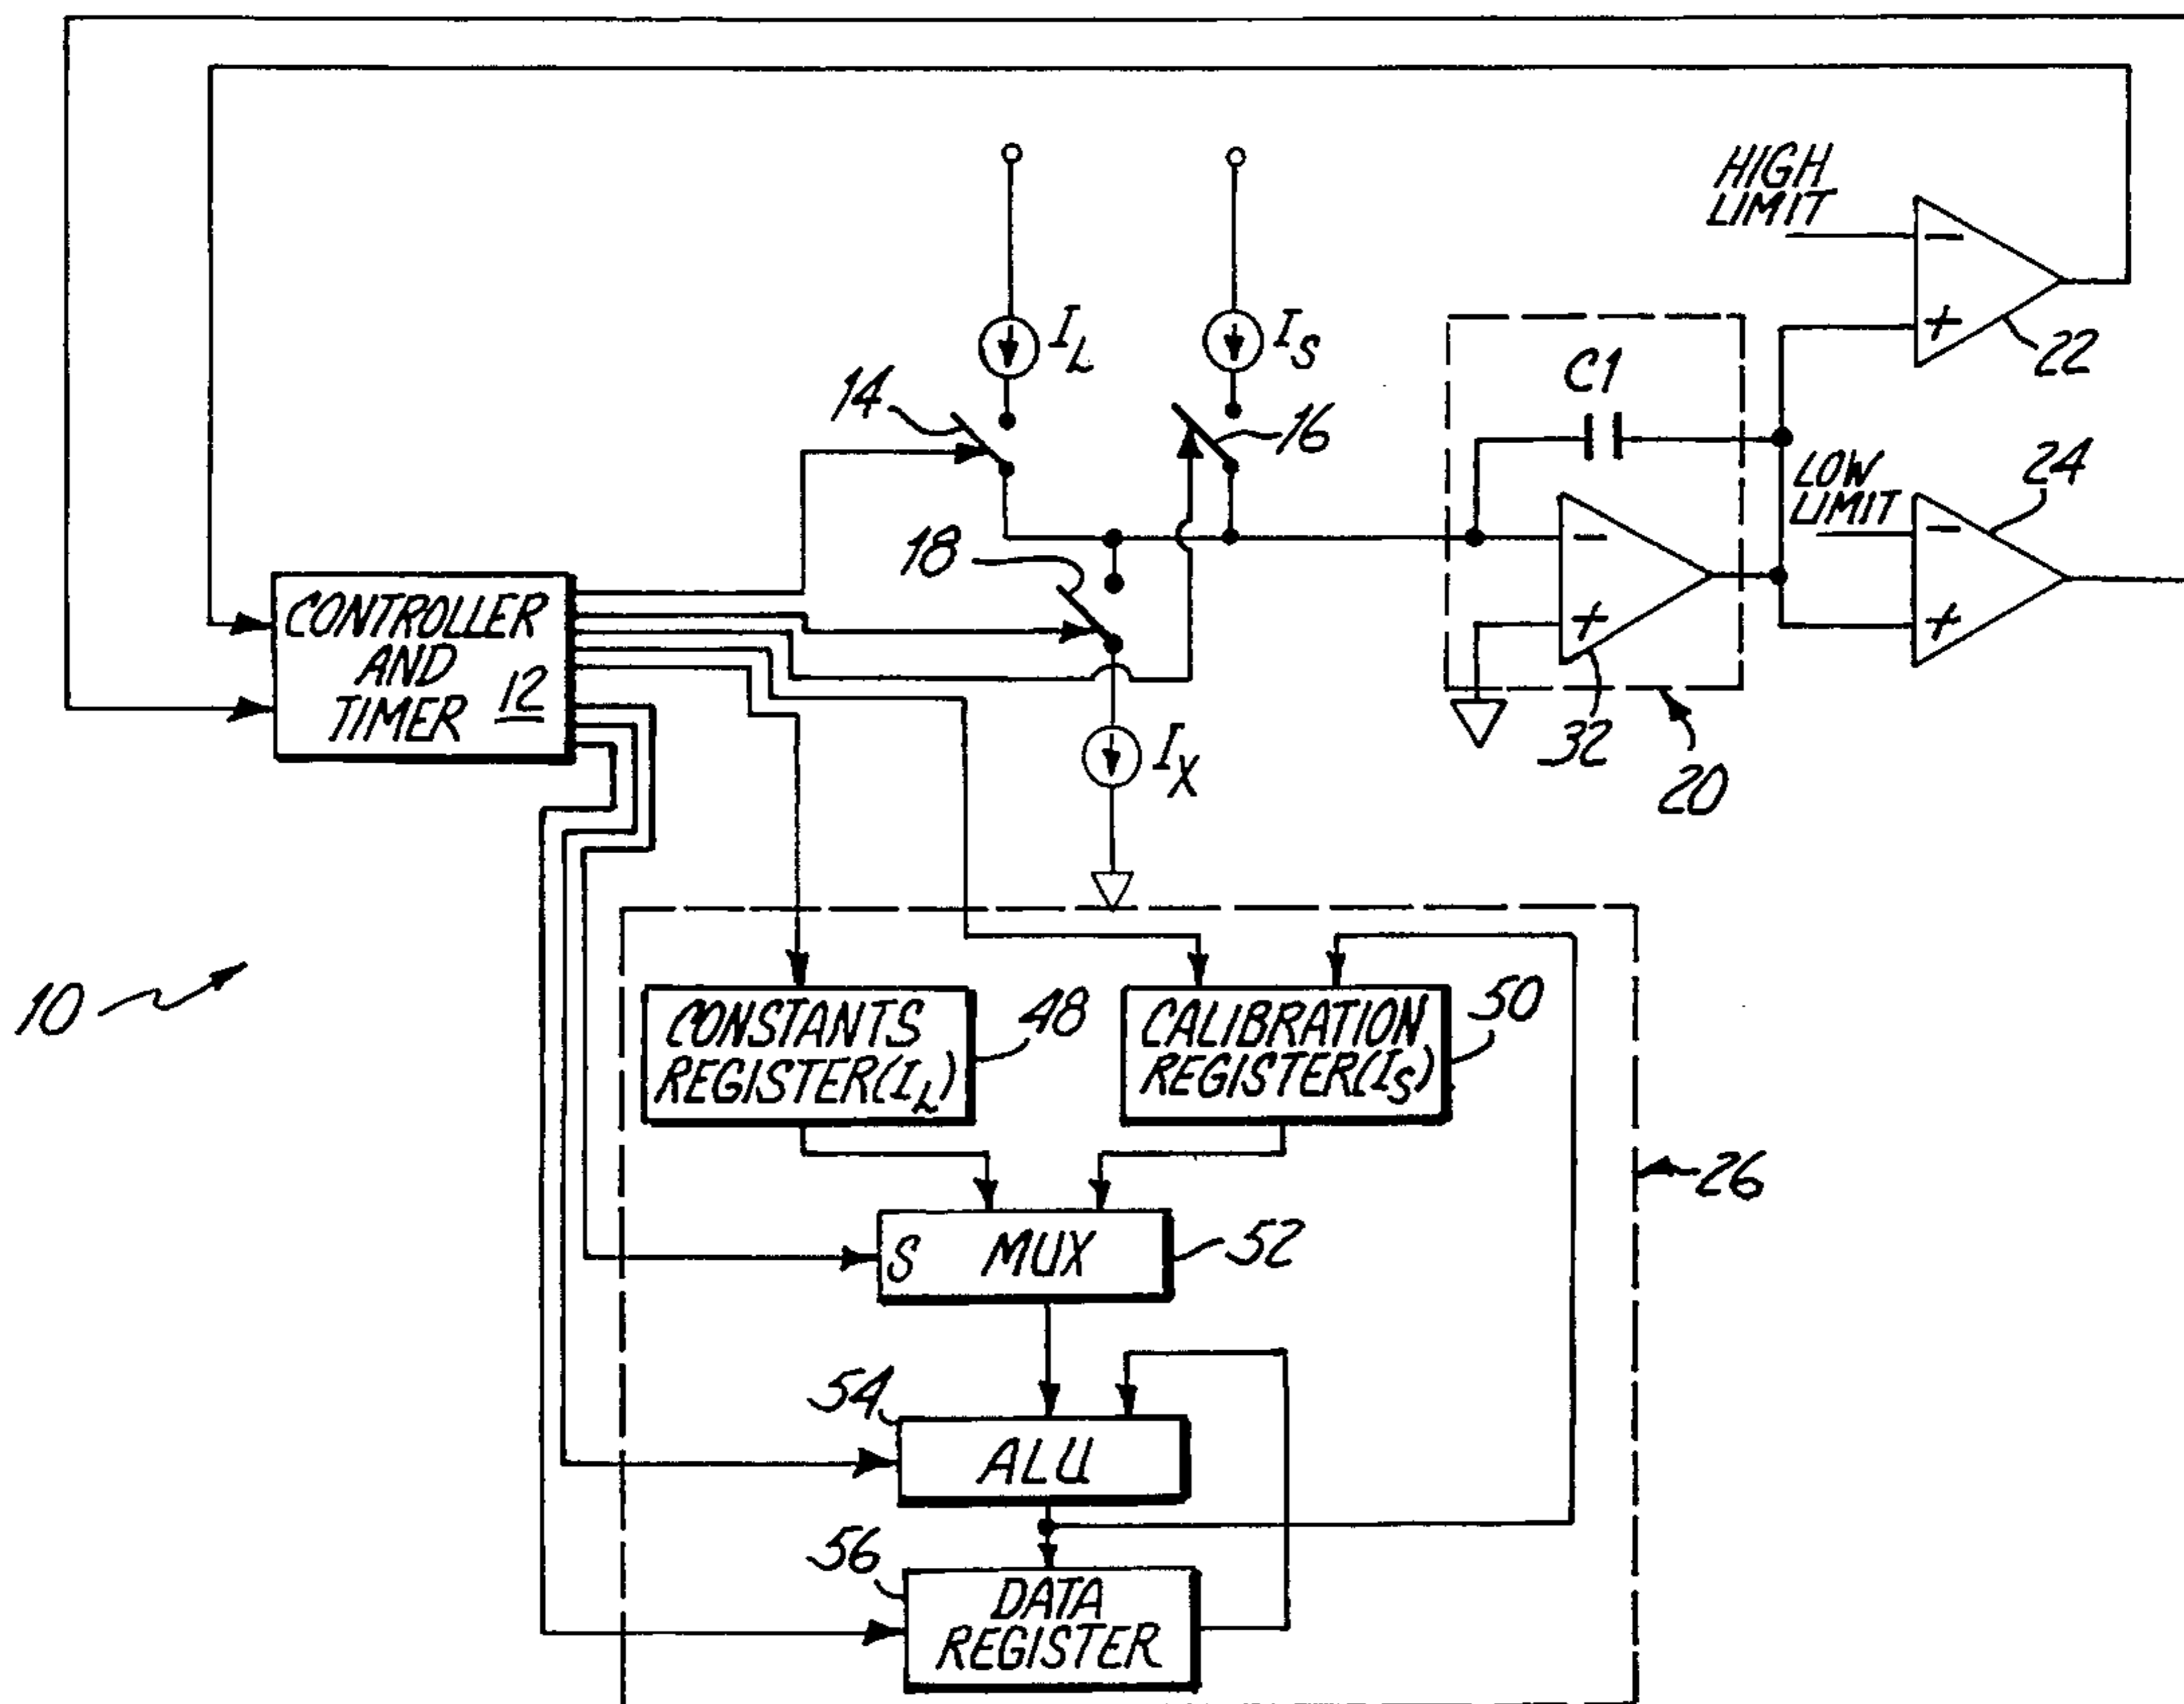 HIGH
LIMIT
−
+
22
I_L
I_S
14
16
C1
LOW
LIMIT
24
−
+
18
−
+
32
20
CONTROLLER
AND
TIMER 12
I_X
10
CONSTANTS
REGISTER(I_L)
48
CALIBRATION
REGISTER(I_S)
50
26
S MUX
52
54
ALU
56
DATA
REGISTER